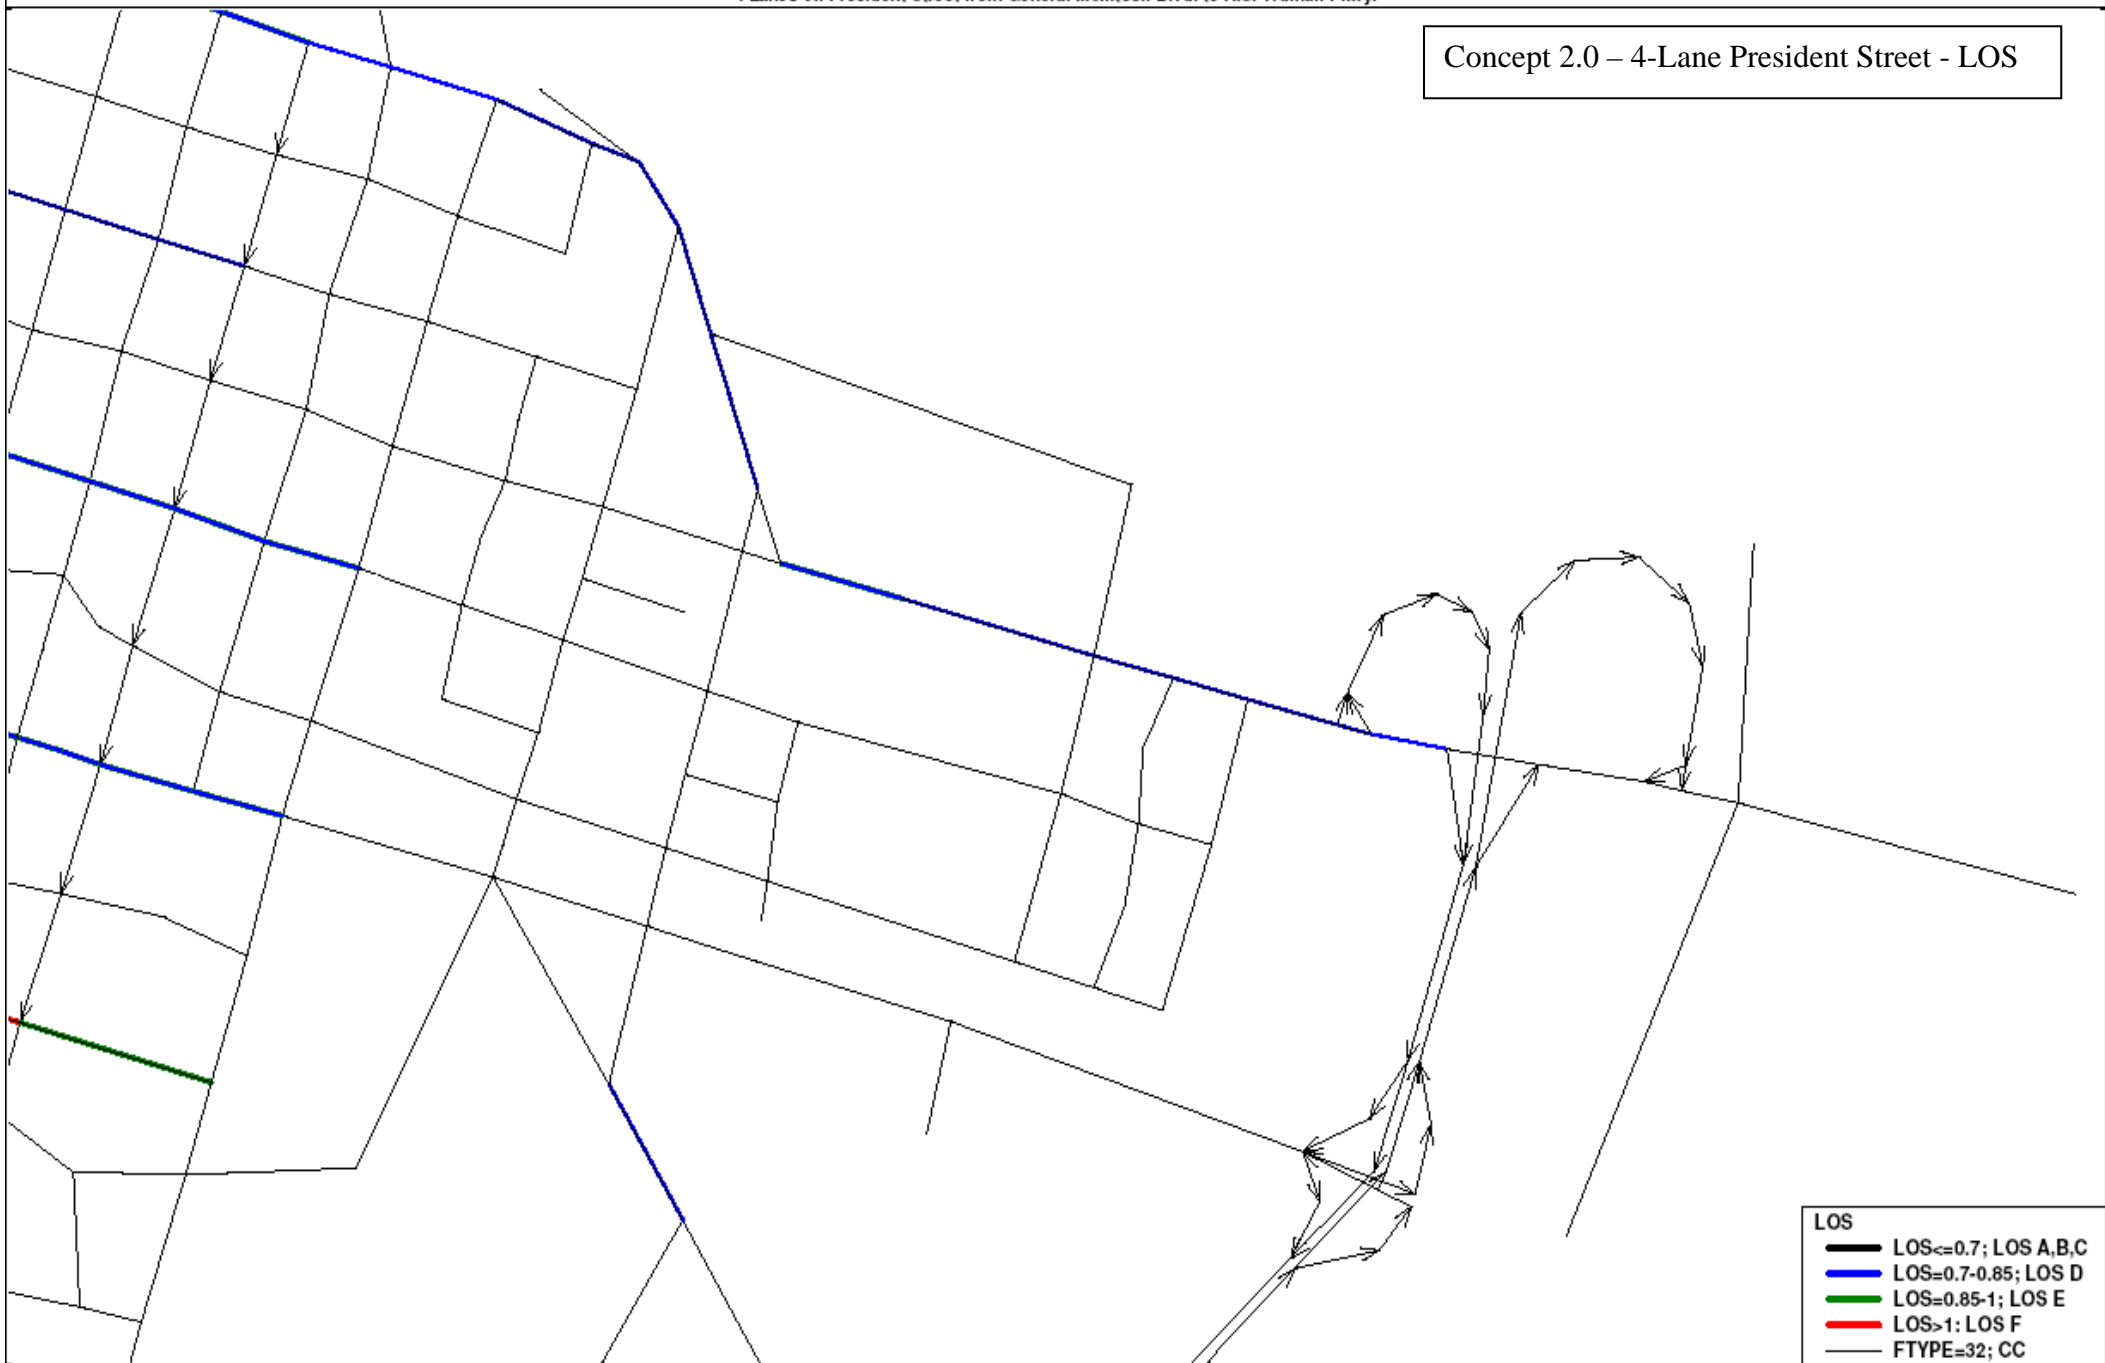 Concept 2.0 – 4-Lane President Street - LOS
LOS
LOS<=0.7; LOS A,B,C
LOS=0.7-0.85; LOS D
LOS=0.85-1; LOS E
LOS>1: LOS F
FTYPE=32; CC